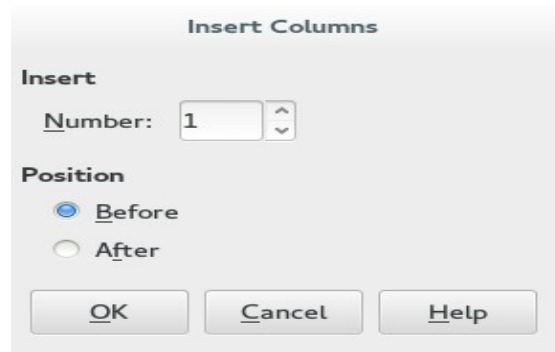 Insert Columns
Insert
Number: 1
Position
Before
After
OK Cancel Help